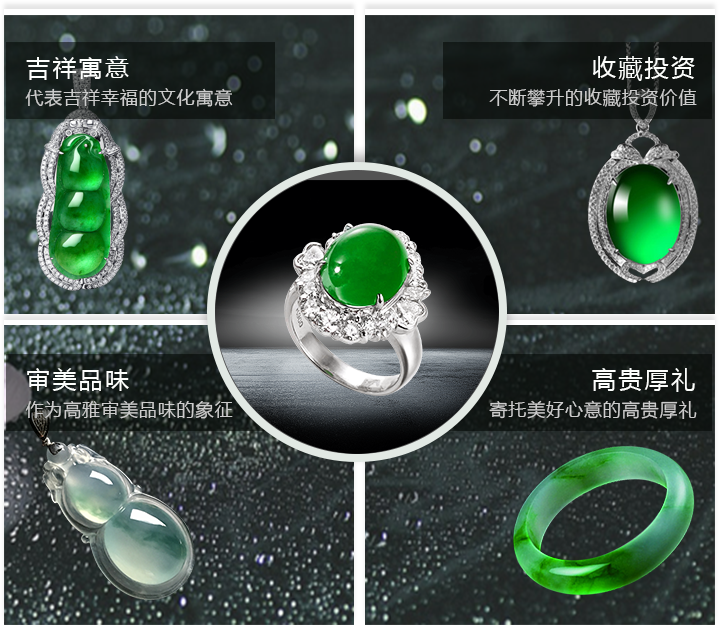 吉祥寓意
代表吉祥幸福的文化寓意
收藏投资
不断攀升的收藏投资价值
审美品味
作为高雅审美品味的象征
高贵厚礼
寄托美好心意的高贵厚礼